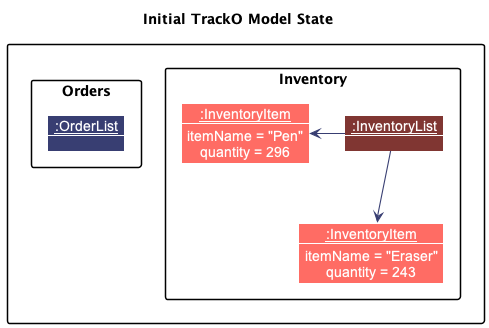 Initial TrackO Model State
Orders
:OrderList
Inventory
:InventoryItem
itemName = "Pen"
quantity = 296
:InventoryList
:InventoryItem
itemName = "Eraser"
quantity = 243